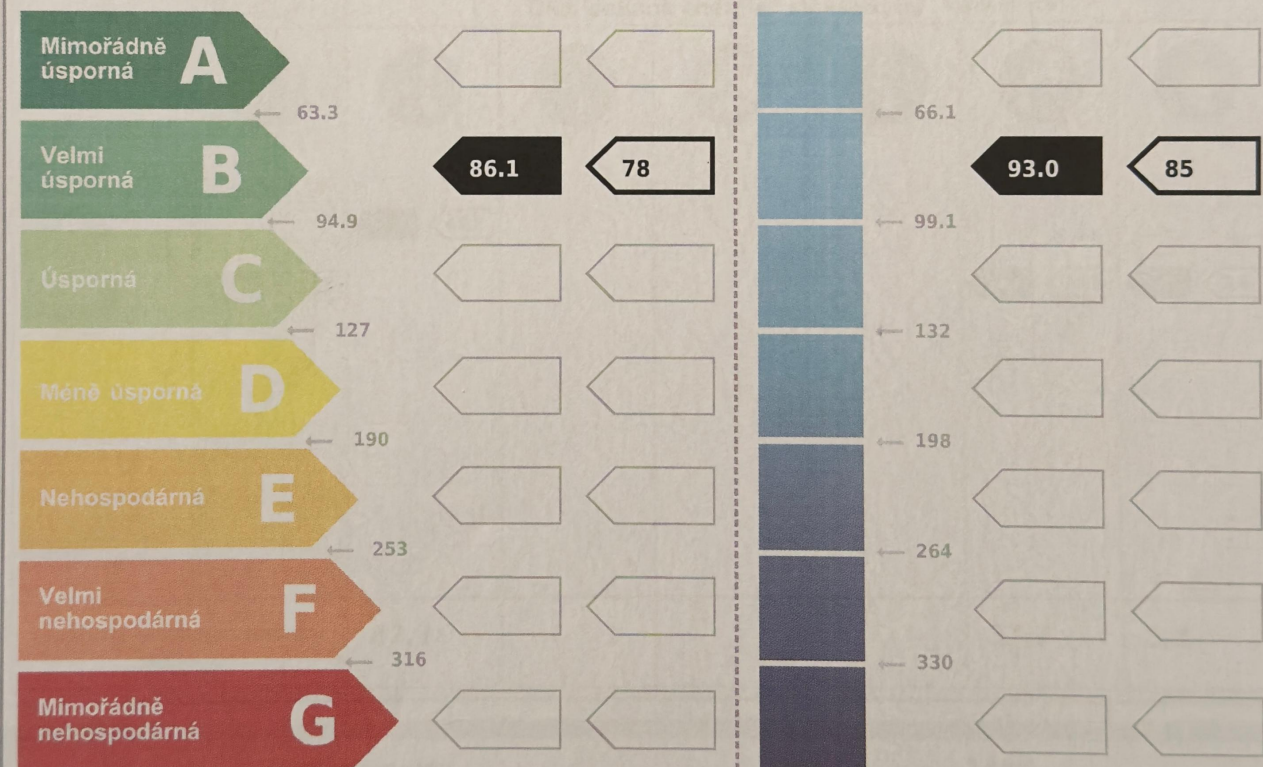 Mimořádně
úsporná A
63.3 66.1
Velmi
úsporná B 86.1 78 93.0 85
94.9 99.1
Úsporná C
127 132
Méně úsporná D
190 198
Nehospodárná E
253 264
Velmi
nehospodárná F
316 330
Mimořádně
nehospodárná G